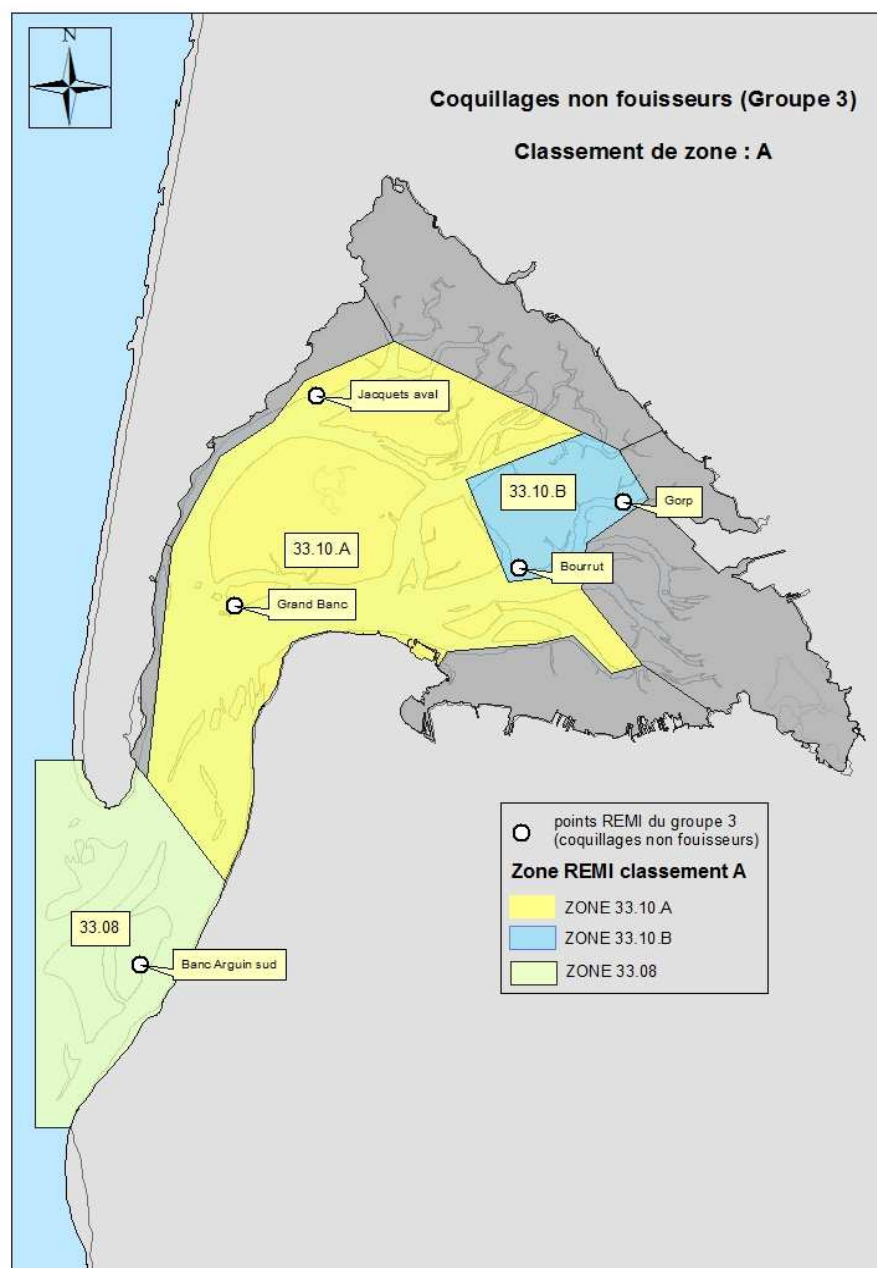 N
Coquillages non fouisseurs (Groupe 3)
Classement de zone : A
Jacquets aval
33.10.B
Gorp
33.10.A
Bourrut
Grand Banc
33.08
Banc Arguin sud
points REMI du groupe 3
(coquillages non fouisseurs)
Zone REMI classement A
ZONE 33.10.A
ZONE 33.10.B
ZONE 33.08